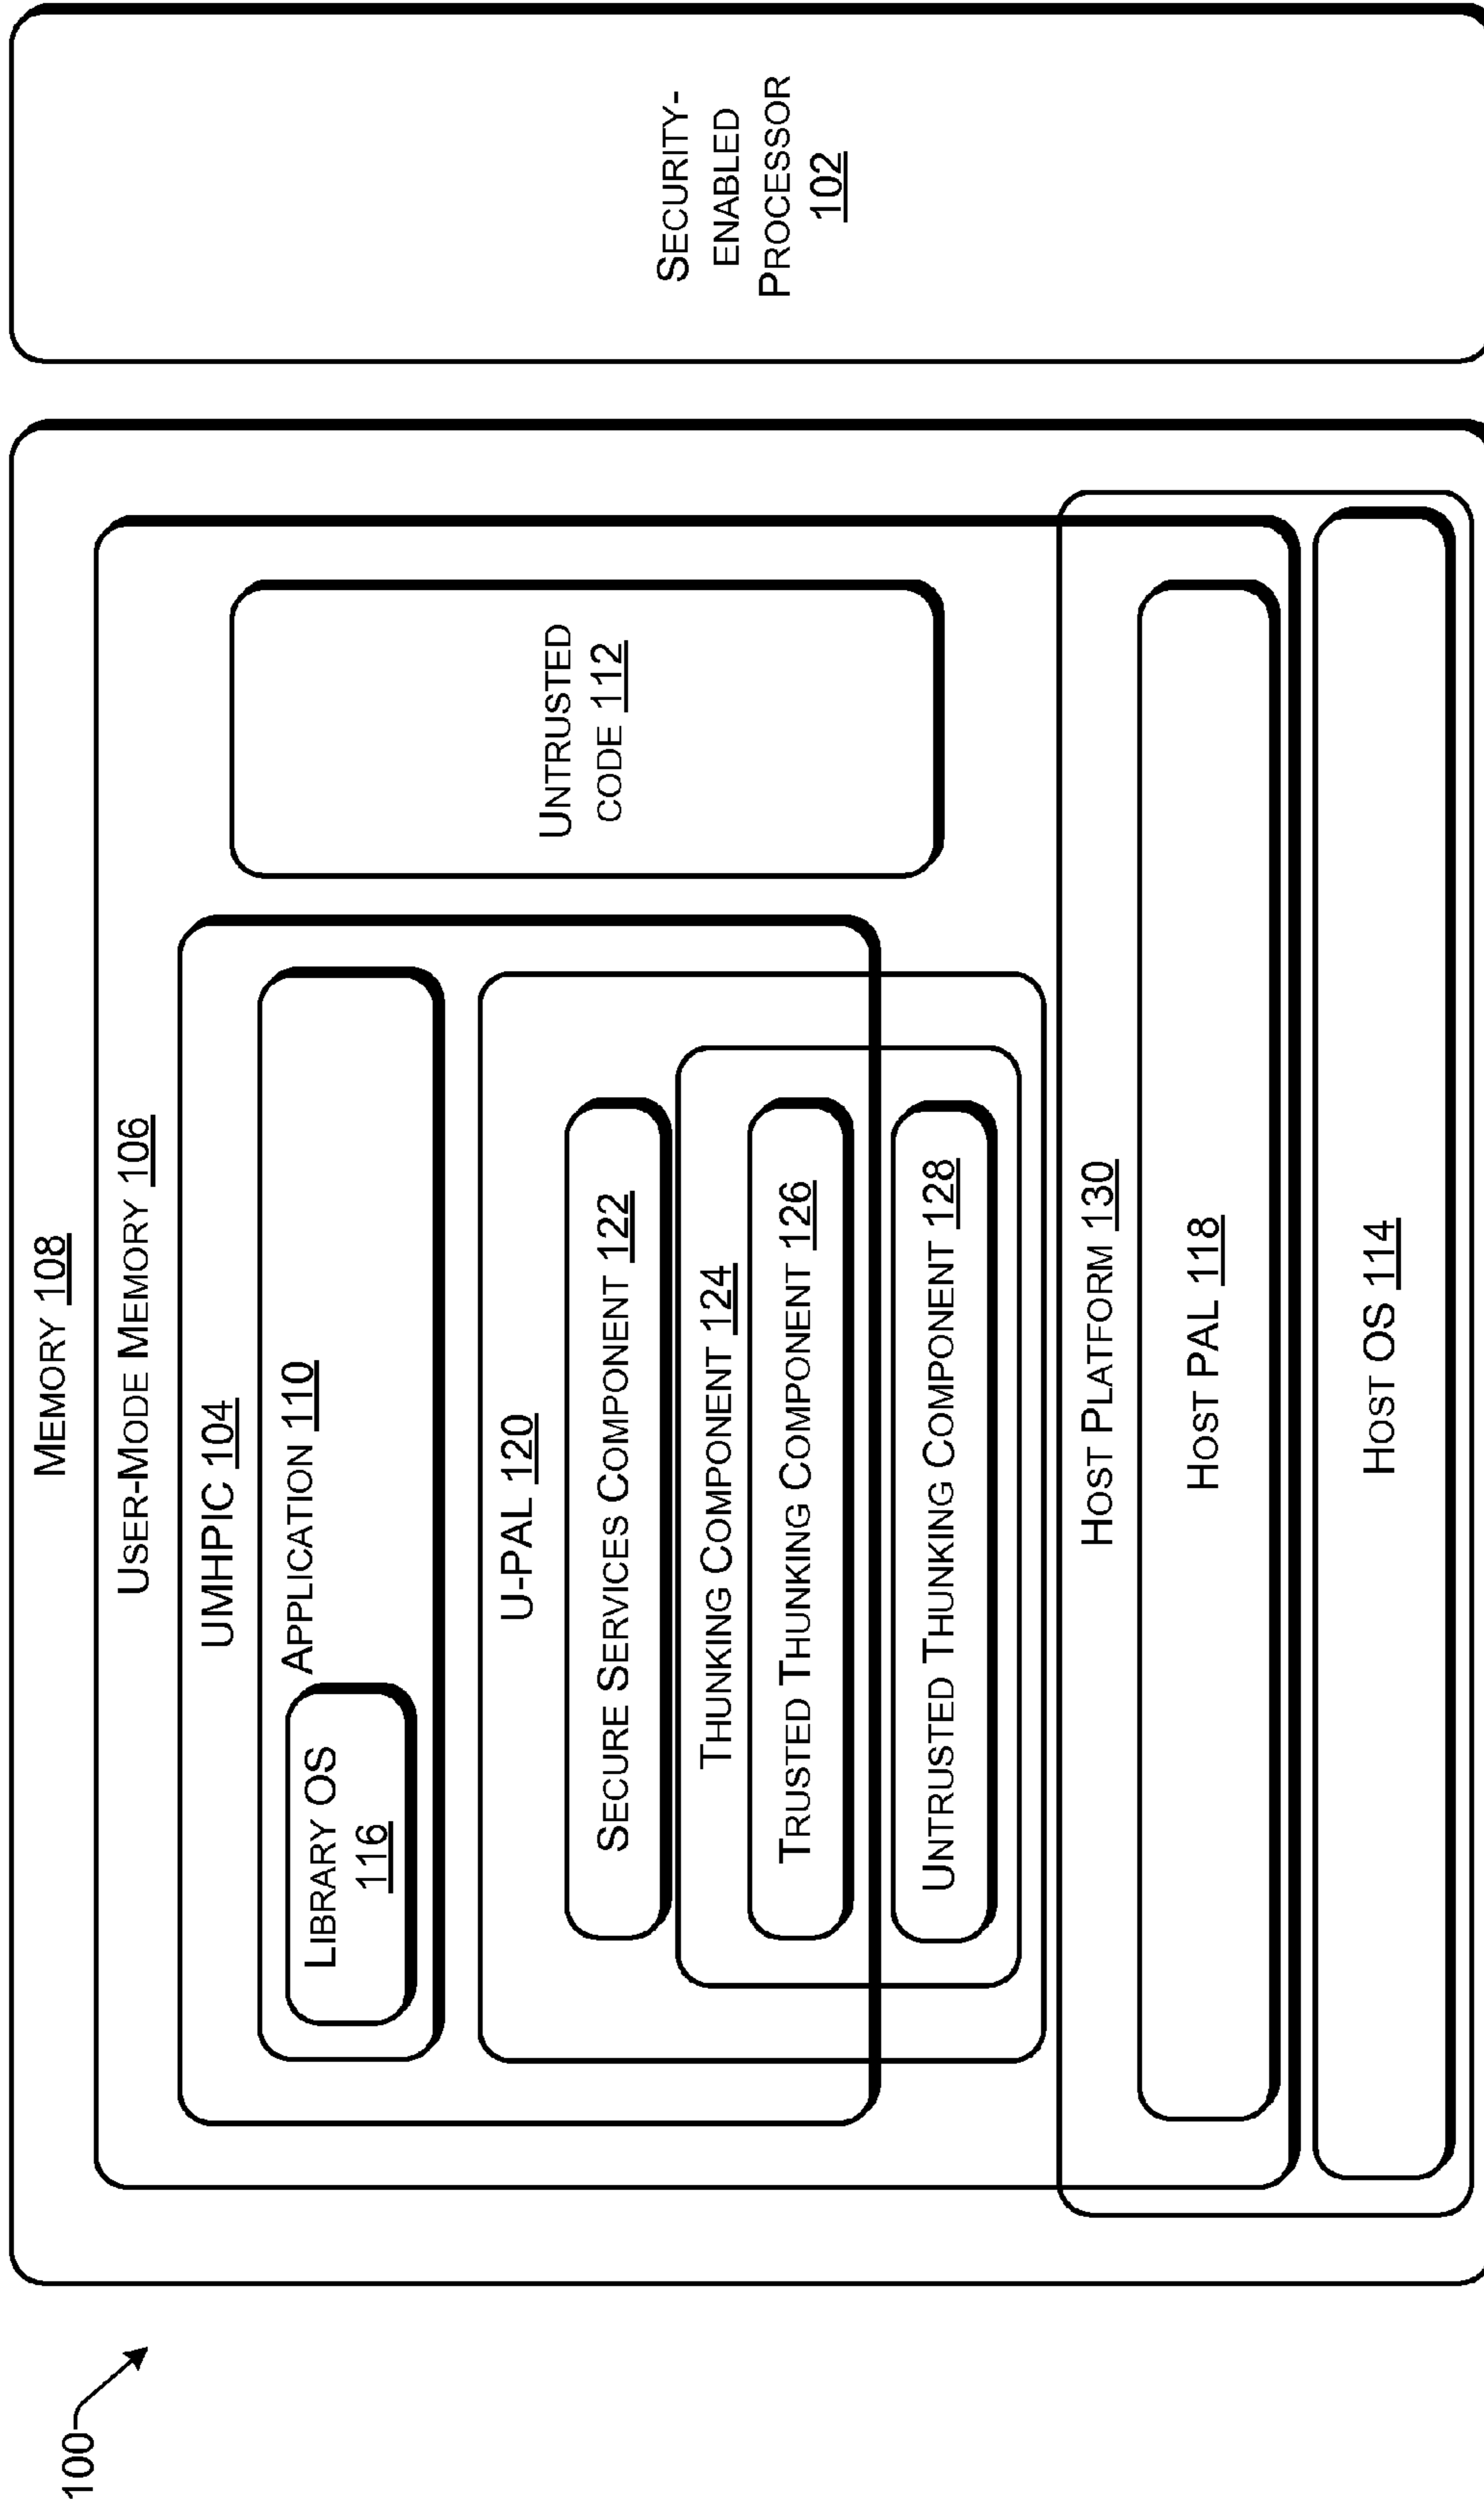 100
MEMORY 108
USER-MODE MEMORY 106
UMHPIC 104
APPLICATION 110
LIBRARY OS
116
U-PAL 120
SECURE SERVICES COMPONENT 122
THUNKING COMPONENT 124
TRUSTED THUNKING COMPONENT 126
UNTRUSTED THUNKING COMPONENT 128
UNTRUSTED
CODE 112
HOST PLATFORM 130
HOST PAL 118
HOST OS 114
SECURITY-
ENABLED
PROCESSOR
102